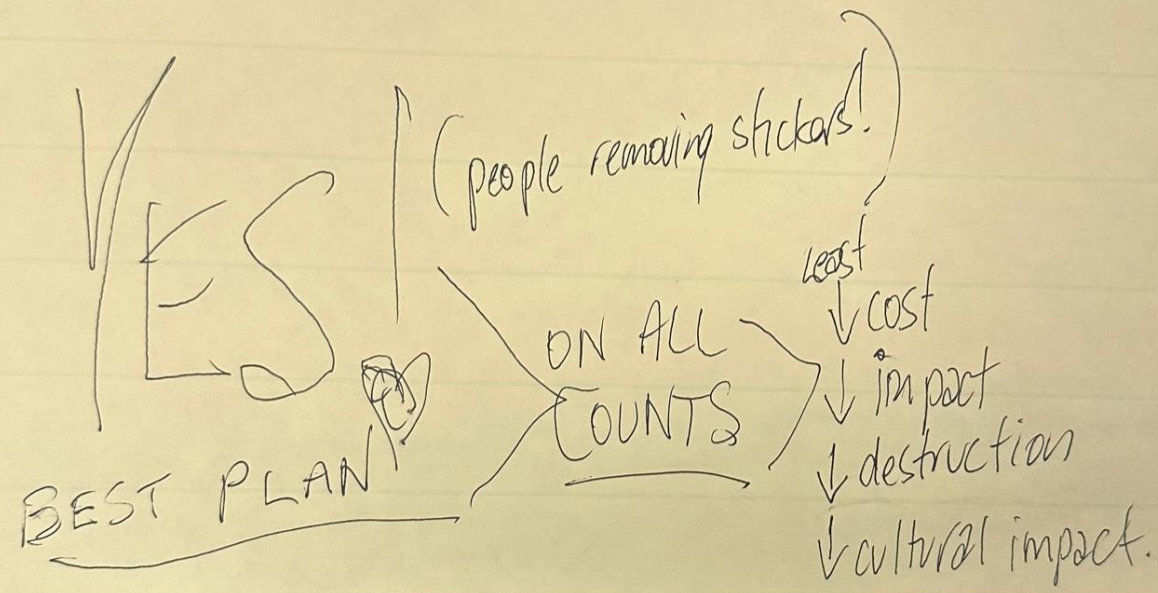 YES!
(people removing stickers!)
BEST PLAN!
ON ALL
COUNTS
Least
↓ cost
↓ impact
↓ destruction
↓ cultural impact.